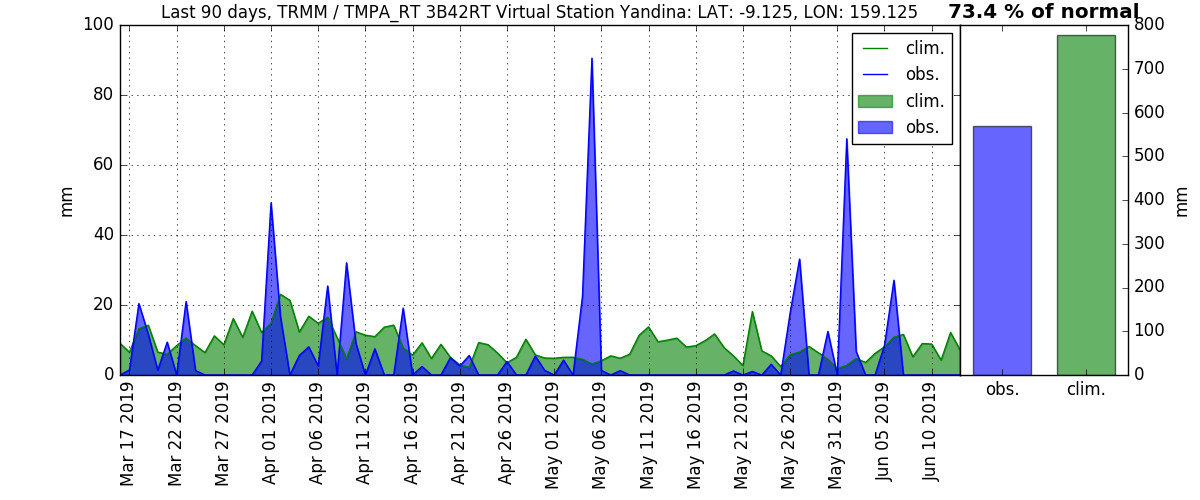 Last 90 days, TRMM / TMPA_RT 3B42RT Virtual Station Yandina: LAT: -9.125, LON: 159.125
73.4 % of normal
100
80
60
40
20
0
mm
clim.
obs.
clim.
obs.
800
700
600
500
400
300
200
100
0
mm
obs.
clim.
Mar 17 2019
Mar 22 2019
Mar 27 2019
Apr 01 2019
Apr 06 2019
Apr 11 2019
Apr 16 2019
Apr 21 2019
Apr 26 2019
May 01 2019
May 06 2019
May 11 2019
May 16 2019
May 21 2019
May 26 2019
May 31 2019
Jun 05 2019
Jun 10 2019